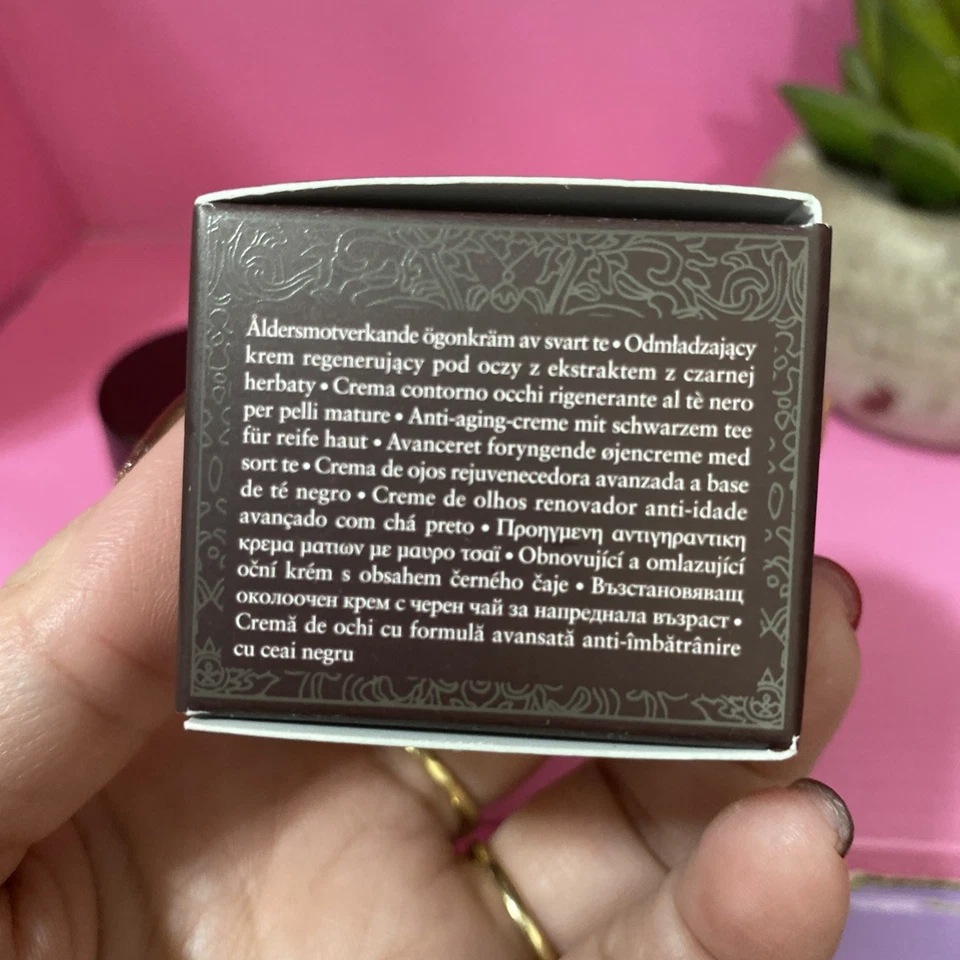 Åldersmotverkande ögonkräm av svart te • Odmładzający
krem regenerujący pod oczy z ekstraktem z czarnej
herbaty • Crema contorno occhi rigenerante al tè nero
per pelli mature • Anti-aging-creme mit schwarzem tee
für reife haut • Avanceret foryngende øjencreme med
sort te • Crema de ojos rejuvenecedora avanzada a base
de té negro • Creme de olhos renovador anti-idade
avançado com chá preto • Προηγμενη αντιγηραντικη
κρεμα ματιων με μαυρο τσαϊ • Obnovující a omlazující
oční krém s obsahem černého čaje • Възстановяващ
околоочен крем с черен чай за напреднала възраст •
Cremă de ochi cu formulă avansată anti-îmbătrânire
cu ceai negru